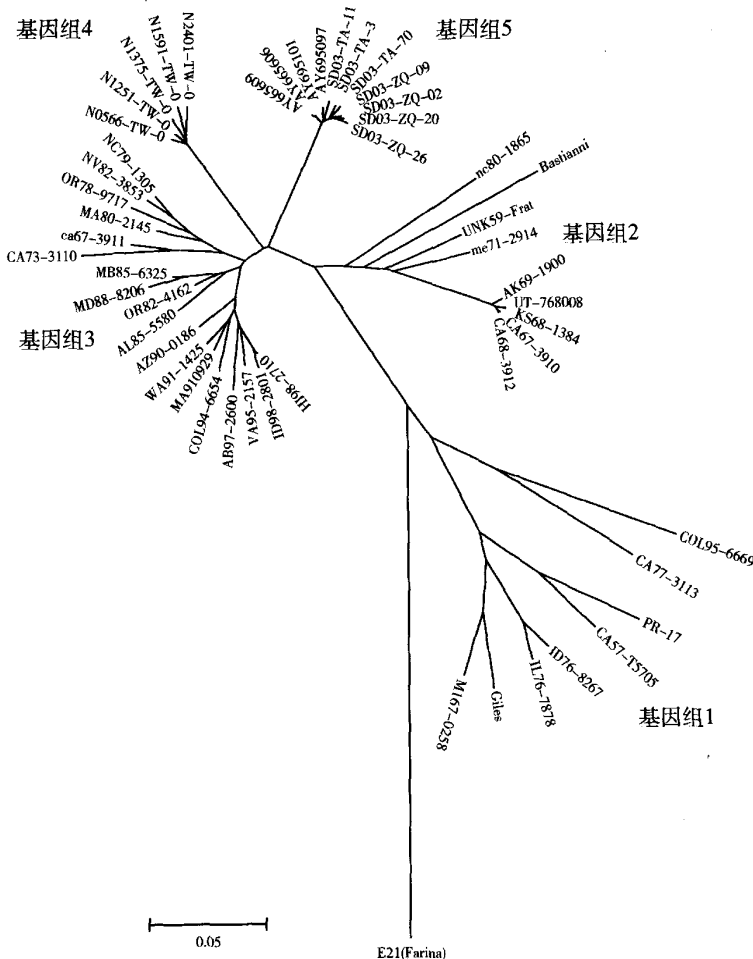 基因组4
N2401-TW-0
N1591-TW-0
N1375-TW-0
N1251-TW-0
N0566-TW-0
基因组5
AY665609
AY665606
AY695101
AY695097
SD03-TA-11
SD03-TA-3
SD03-TA-70
SD03-ZQ-09
SD03-ZQ-02
SD03-ZQ-20
SD03-ZQ-26
NC79-1305
NV82-3853
OR78-9717
MA80-2145
ca67-3911
CA73-3110
MB85-6325
MD88-8206
OR82-4162
AL85-5580
基因组3
AZ90-0186
WA91-1425
MA910929
COL94-6654
AB97-2600
VA95-2157
ID98-2801
HI98-2710
nc80-1865
Bastianni
UNK59-Frat
me71-2914
基因组2
AK69-1900
UT-768008
KS68-1384
CA67-3910
CA68-3912
COL95-6669
CA77-3113
PR-17
CA57-T5705
ID76-8267
IL76-7878
Giles
M167-0258
基因组1
0.05
E21(Farina)